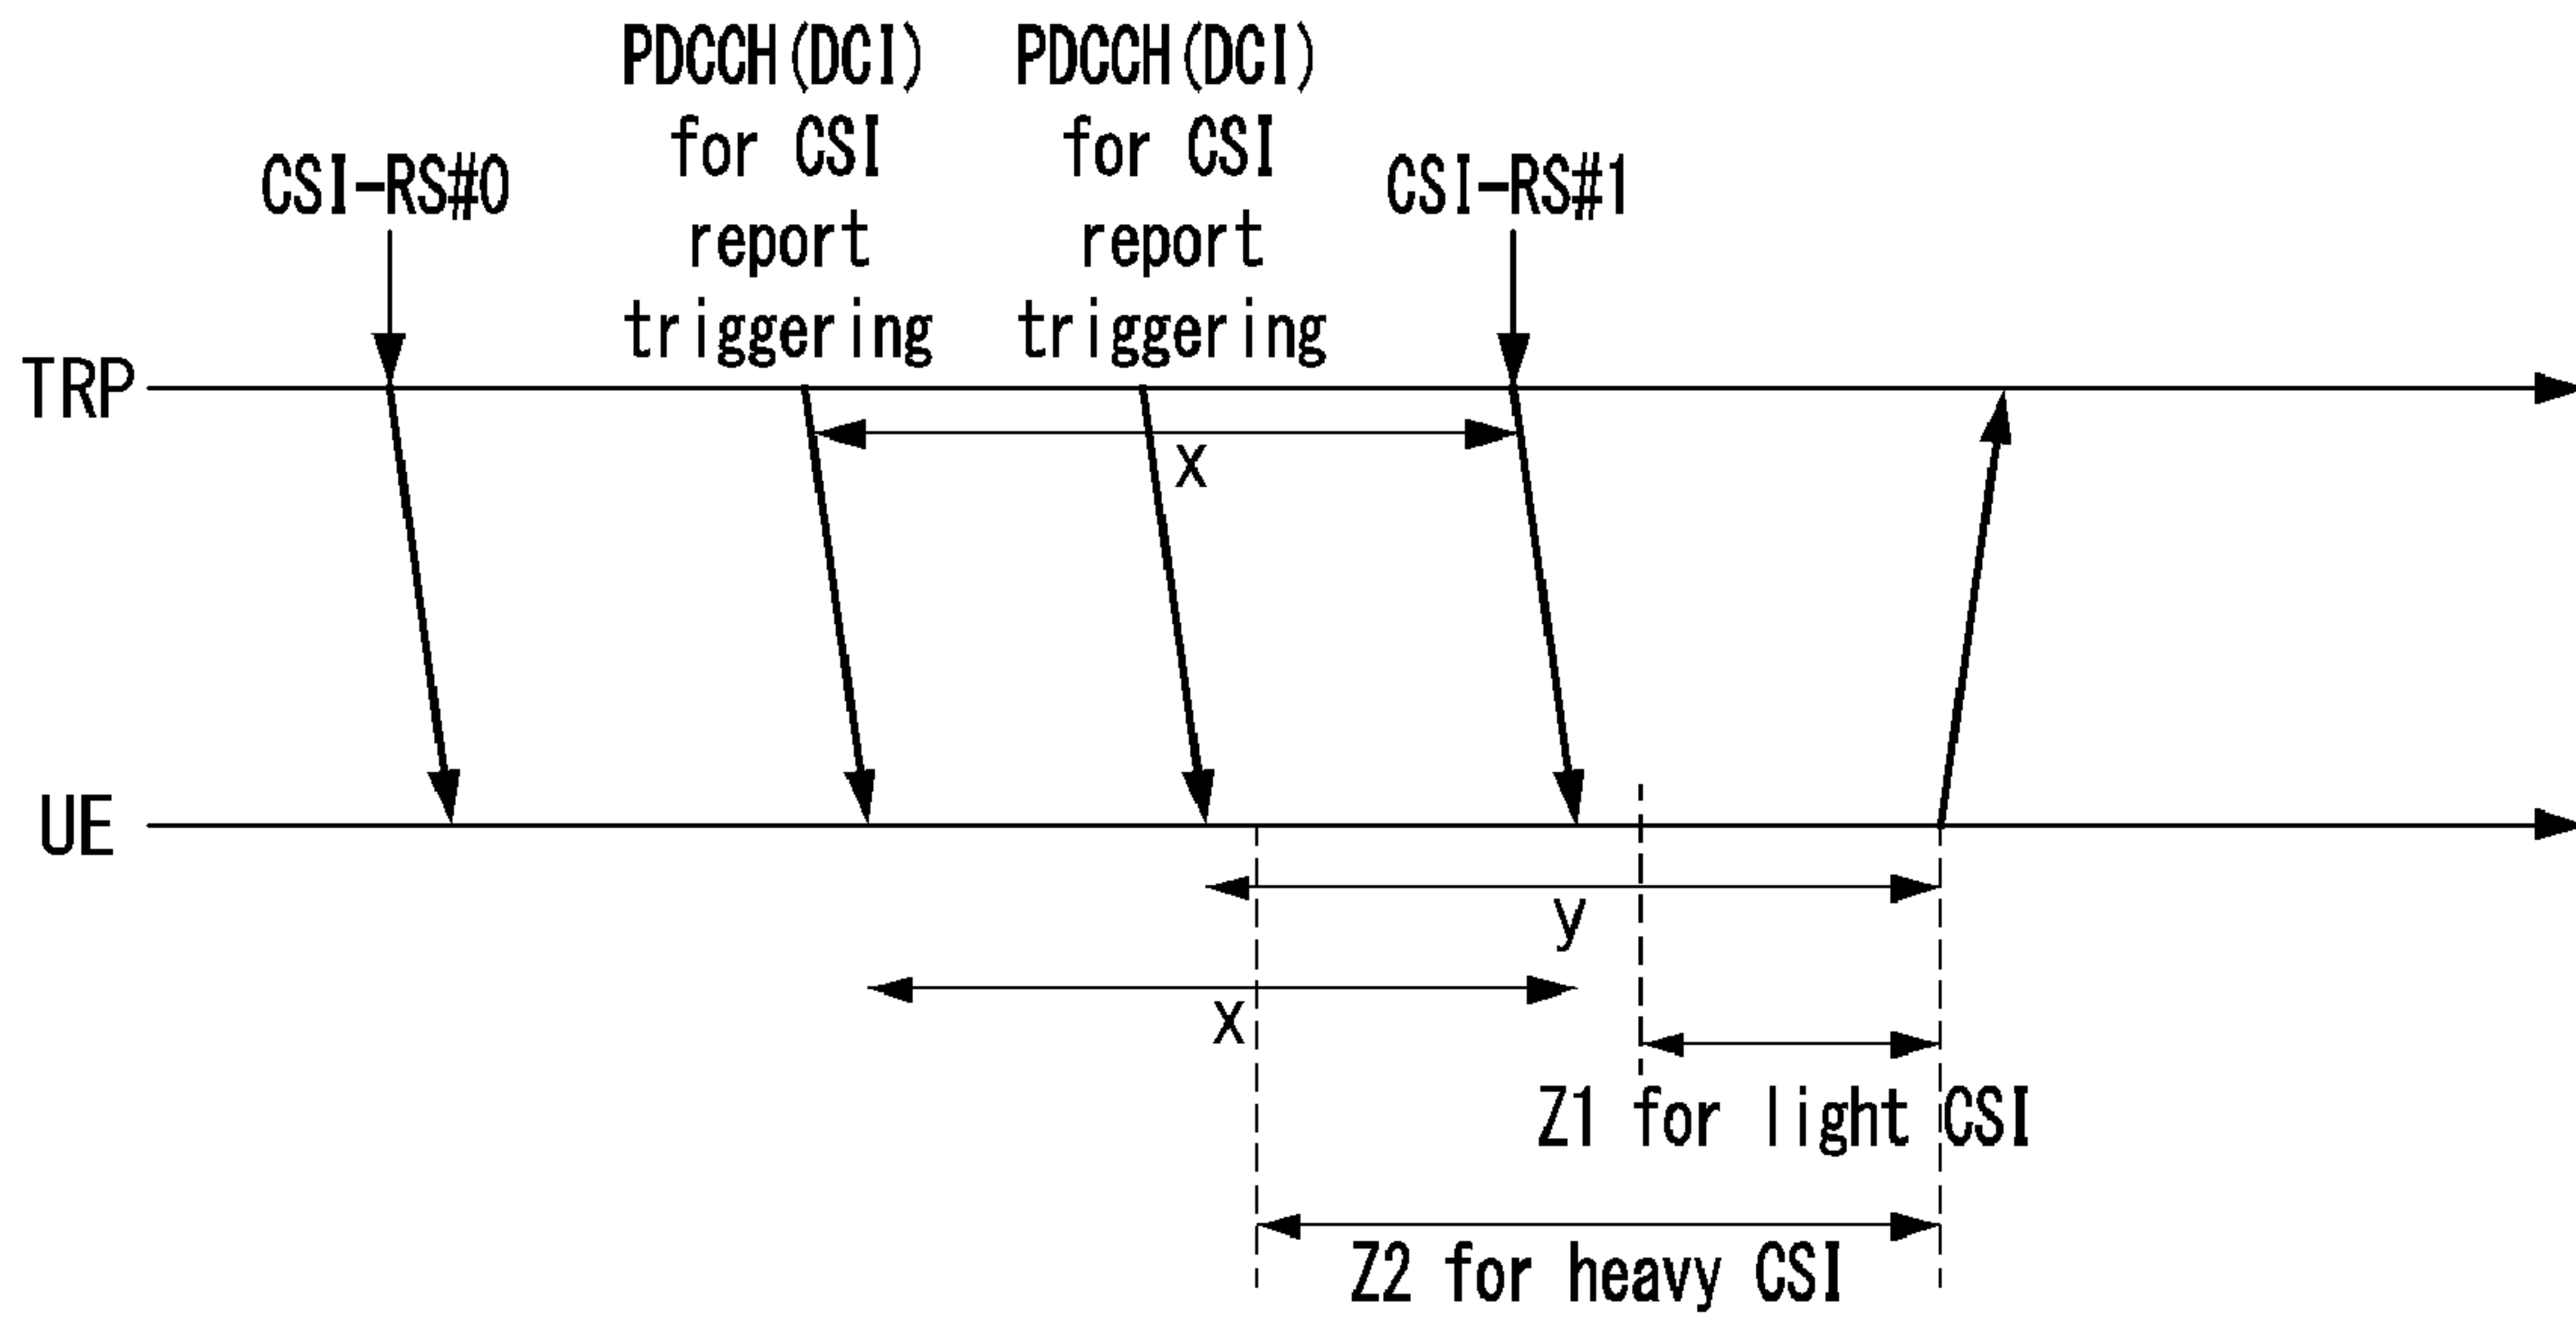 PDCCH(DCI)
for CSI
report
triggering
PDCCH(DCI)
for CSI
report
triggering
CSI-RS#0
CSI-RS#1
TRP
x
UE
y
x
Z1 for light CSI
Z2 for heavy CSI